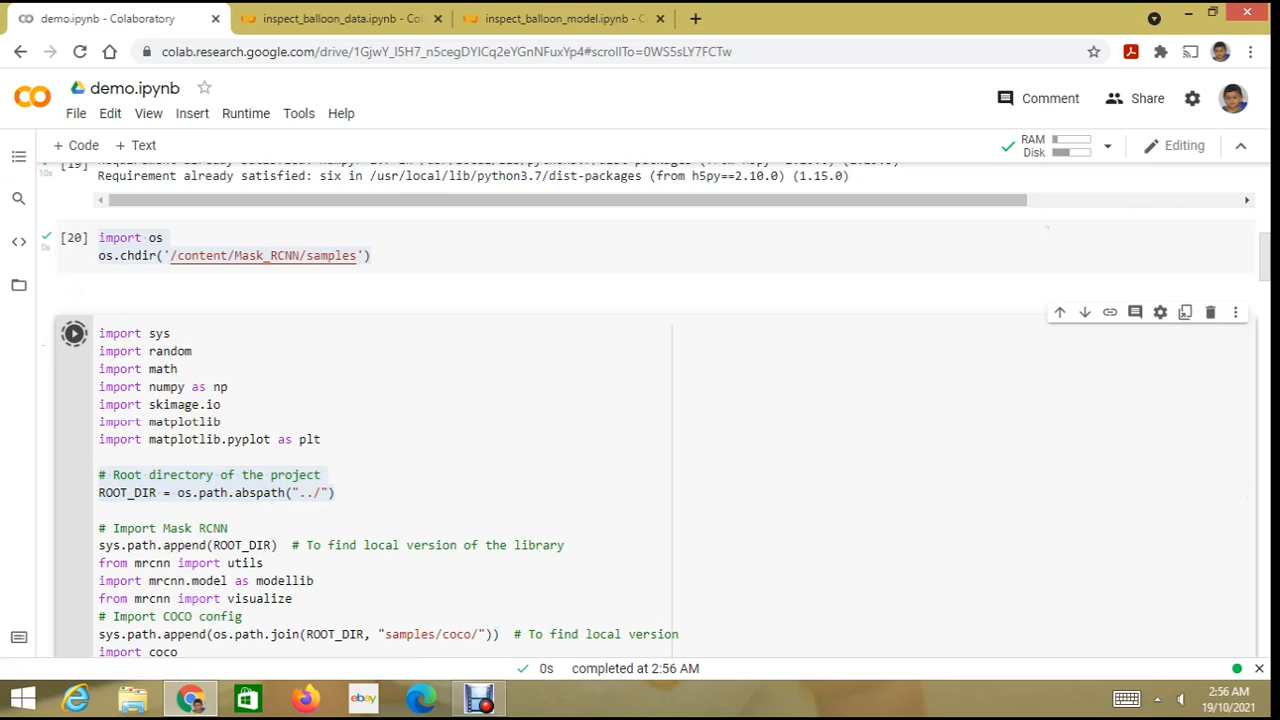 demo.ipynb - Colaboratory
inspect_balloon_data.ipynb - Col
inspect_balloon_model.ipynb - C
colab.research.google.com/drive/1GjwY_I5H7_n5cegDYICq2eYGnNFuxYp4#scrollTo=0WS5sLY7FCTw
CO
demo.ipynb
File Edit View Insert Runtime Tools Help
Comment Share
+ Code + Text
RAM
Disk
Editing
[19]
10s
Requirement already satisfied: six in /usr/local/lib/python3.7/dist-packages (from h5py==2.10.0) (1.15.0)
[20] import os
0s
os.chdir('/content/Mask_RCNN/samples')
import sys
import random
import math
import numpy as np
import skimage.io
import matplotlib
import matplotlib.pyplot as plt
# Root directory of the project
ROOT_DIR = os.path.abspath("../")
# Import Mask RCNN
sys.path.append(ROOT_DIR)  # To find local version of the library
from mrcnn import utils
import mrcnn.model as modellib
from mrcnn import visualize
# Import COCO config
sys.path.append(os.path.join(ROOT_DIR, "samples/coco/"))  # To find local version
import coco
0s completed at 2:56 AM
ebay
2:56 AM
19/10/2021